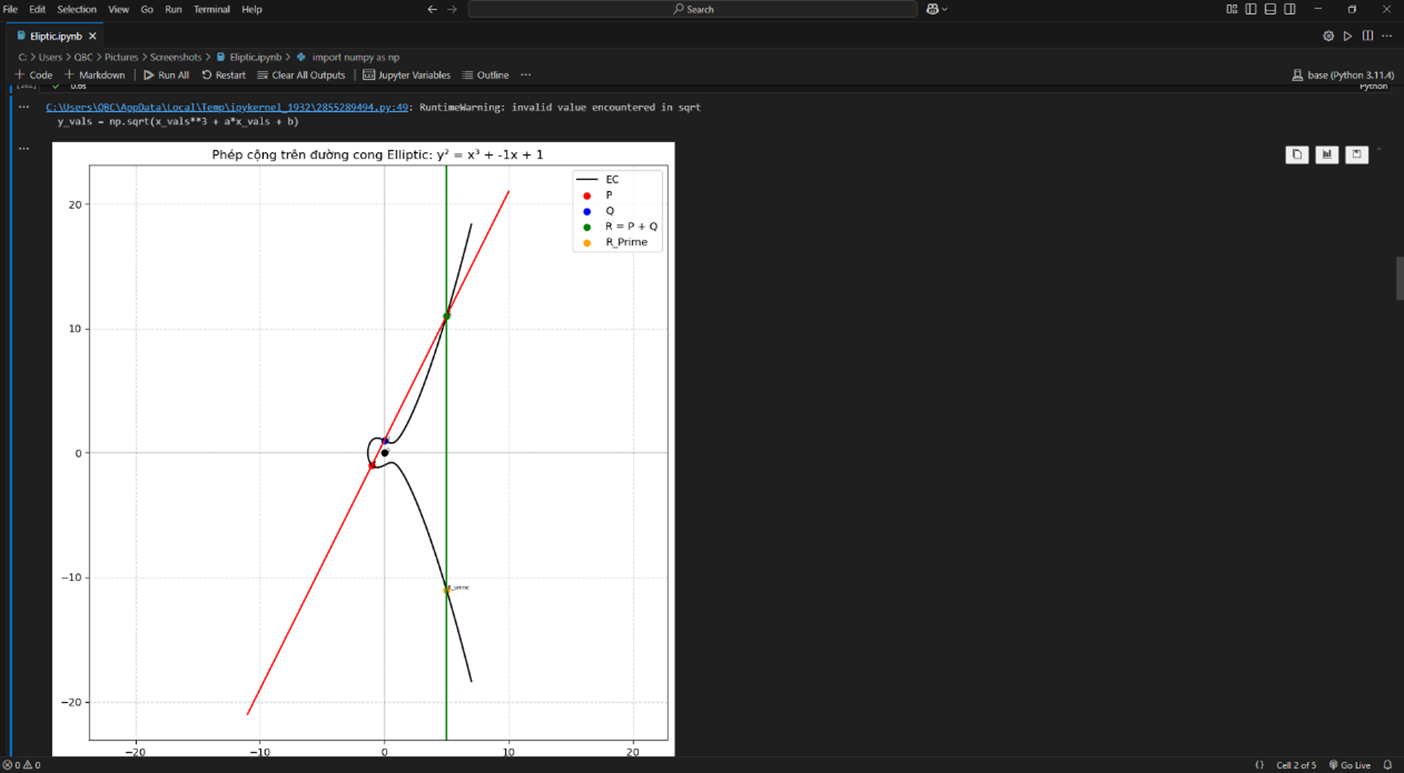 File Edit Selection View Go Run Terminal Help
Search
Eliptic.ipynb
C: > Users > QBC > Pictures > Screenshots > Eliptic.ipynb > import numpy as np
+ Code + Markdown Run All Restart Clear All Outputs Jupyter Variables Outline ...
base (Python 3.11.4)
0.6s
Python
C:\Users\QBC\AppData\Local\Temp\ipykernel_1932\2855289494.py:49: RuntimeWarning: invalid value encountered in sqrt
y_vals = np.sqrt(x_vals**3 + a*x_vals + b)
Phép cộng trên đường cong Elliptic: y² = x³ + -1x + 1
EC
P
Q
R = P + Q
R_Prime
20
10
0
−10
−20
R_prime
−20 −10 0 10 20
0 0
{} Cell 2 of 5 Go Live